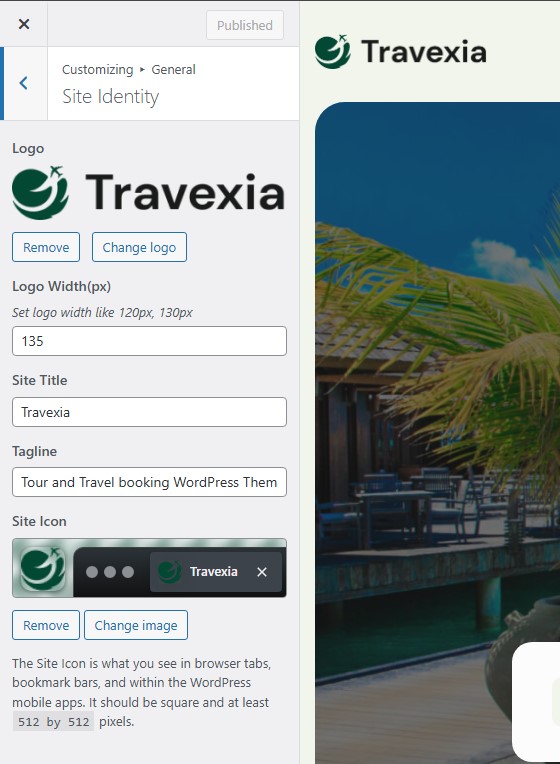 Published
Customizing ▸ General
Site Identity
Logo
Travexia
Remove
Change logo
Logo Width(px)
Set logo width like 120px, 130px
135
Site Title
Travexia
Tagline
Tour and Travel booking WordPress Them
Site Icon
Travexia
Remove
Change image
The Site Icon is what you see in browser tabs,
bookmark bars, and within the WordPress
mobile apps. It should be square and at least
512 by 512 pixels.
Travexia